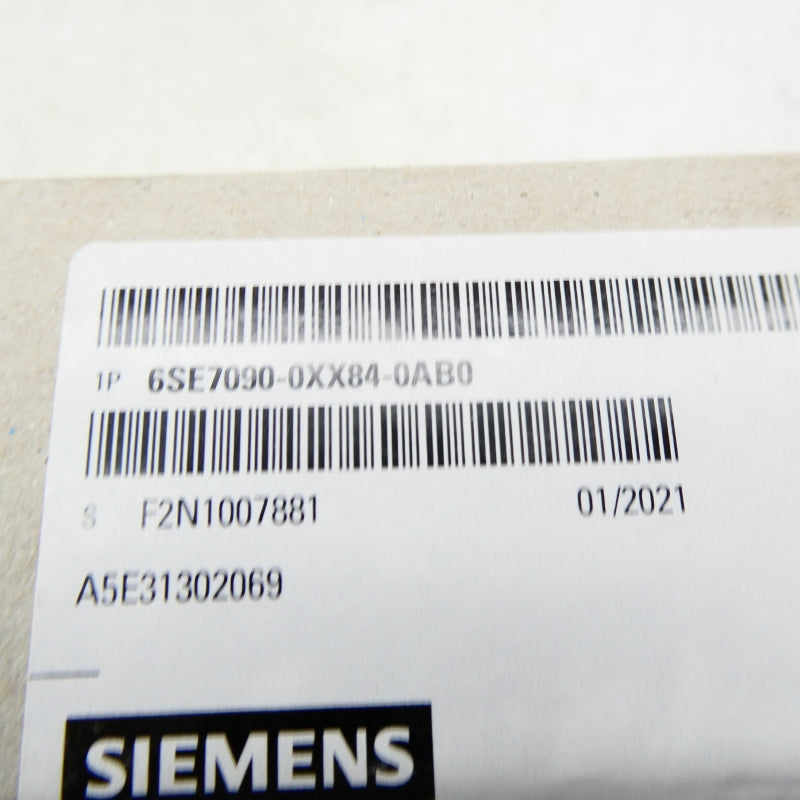 1P 6SE7090-0XX84-0AB0
S F2N1007881 01/2021
A5E31302069
SIEMENS